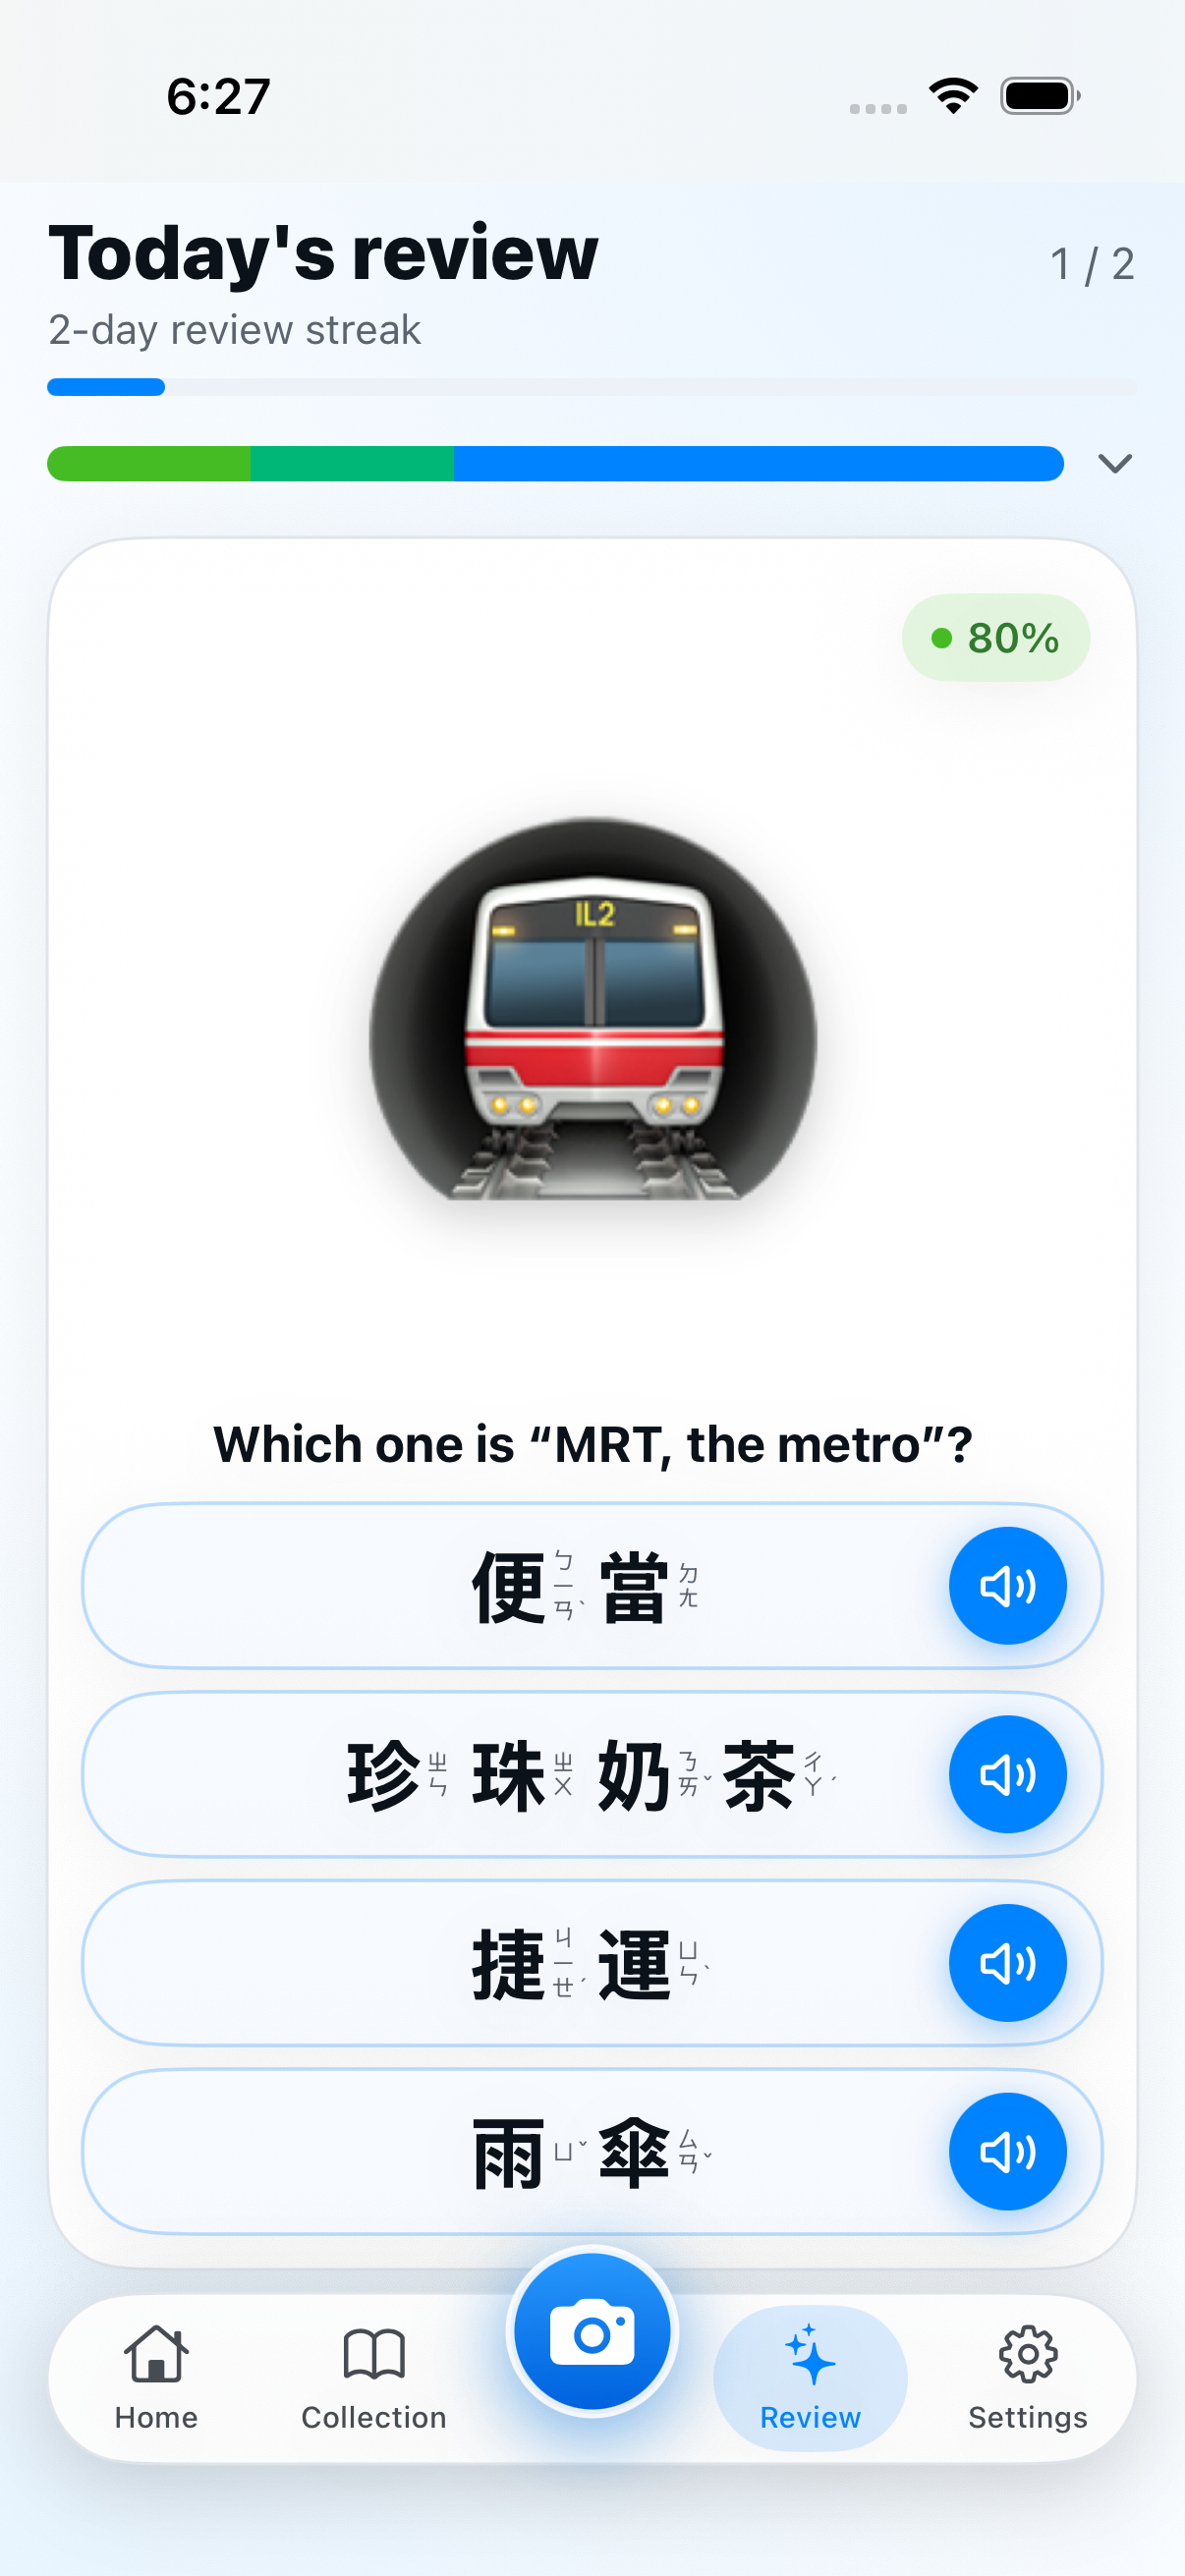 6:27
Today's review
1 / 2
2-day review streak
80%
IL2
Which one is “MRT, the metro”?
便ㄅㄧㄢˋ當ㄉㄤ
珍ㄓㄣ珠ㄓㄨ奶ㄋㄞˇ茶ㄔㄚˊ
捷ㄐㄧㄝˊ運ㄩㄣˋ
雨ㄩˇ傘ㄙㄢˇ
Home
Collection
Review
Settings